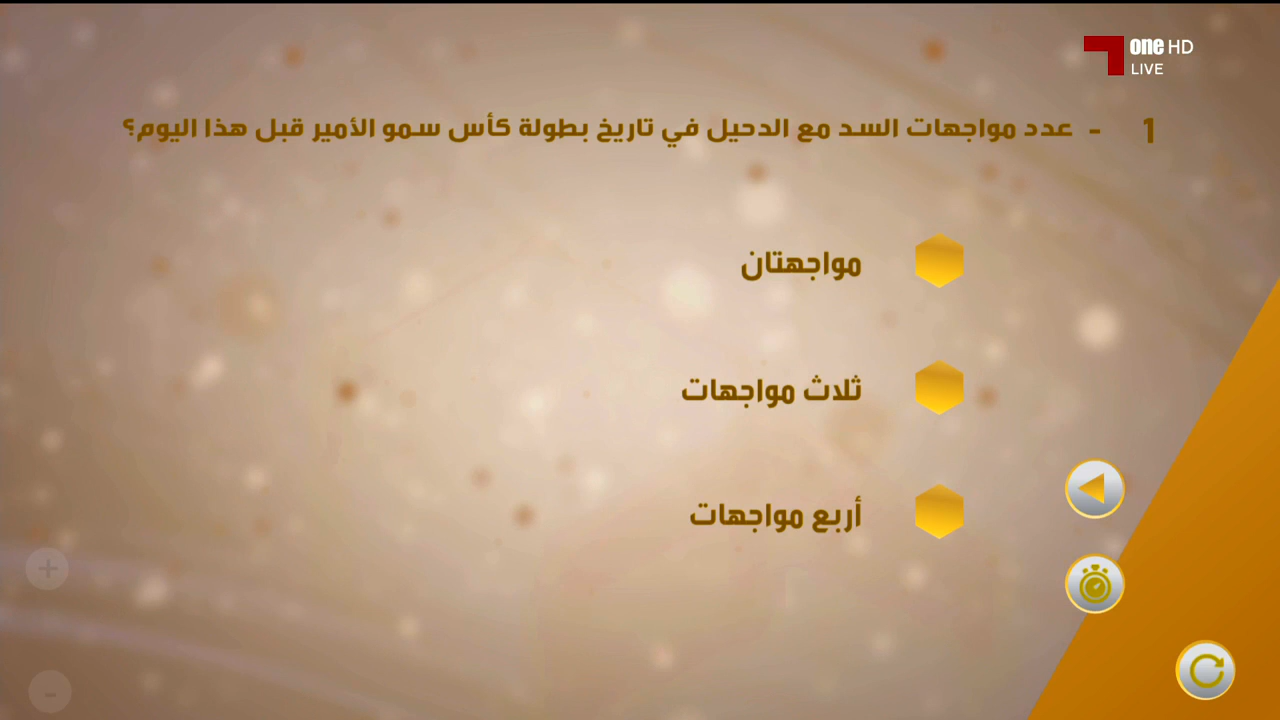 one HD
LIVE
1 - عدد مواجهات السد مع الدحيل في تاريخ بطولة كأس سمو الأمير قبل هذا اليوم؟
مواجهتان
ثلاث مواجهات
أربع مواجهات
+
-